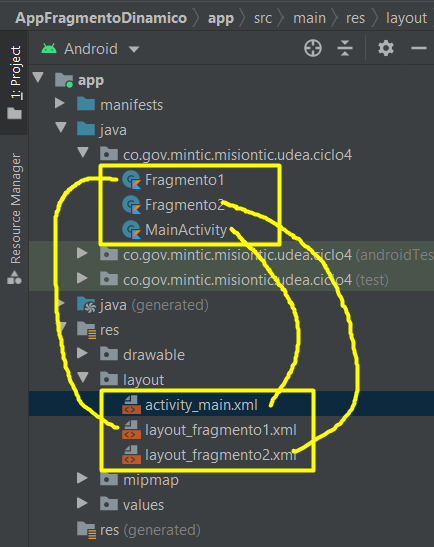 AppFragmentoDinamico app src main res layout
1: Project
Resource Manager
Android
app
manifests
java
co.gov.mintic.misiontic.udea.ciclo4
Fragmento1
Fragmento2
MainActivity
co.gov.mintic.misiontic.udea.ciclo4 (androidTes
co.gov.mintic.misiontic.udea.ciclo4 (test)
java (generated)
res
drawable
layout
activity_main.xml
layout_fragmento1.xml
layout_fragmento2.xml
mipmap
values
res (generated)